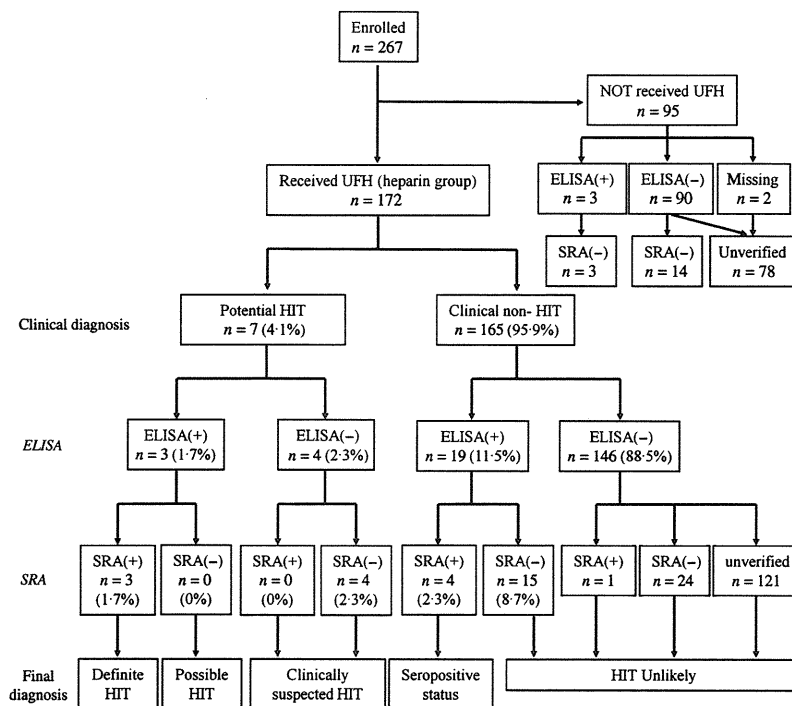 Enrolled
n = 267
NOT received UFH
n = 95
ELISA(+)
n = 3
ELISA(−)
n = 90
Missing
n = 2
Received UFH (heparin group)
n = 172
SRA(−)
n = 3
SRA(−)
n = 14
Unverified
n = 78
Clinical diagnosis
Potential HIT
n = 7 (4·1%)
Clinical non- HIT
n = 165 (95·9%)
ELISA
ELISA(+)
n = 3 (1·7%)
ELISA(−)
n = 4 (2·3%)
ELISA(+)
n = 19 (11·5%)
ELISA(−)
n = 146 (88·5%)
SRA
SRA(+)
n = 3
(1·7%)
SRA(−)
n = 0
(0%)
SRA(+)
n = 0
(0%)
SRA(−)
n = 4
(2·3%)
SRA(+)
n = 4
(2·3%)
SRA(−)
n = 15
(8·7%)
SRA(+)
n = 1
SRA(−)
n = 24
unverified
n = 121
Final
diagnosis
Definite
HIT
Possible
HIT
Clinically
suspected HIT
Seropositive
status
HIT Unlikely